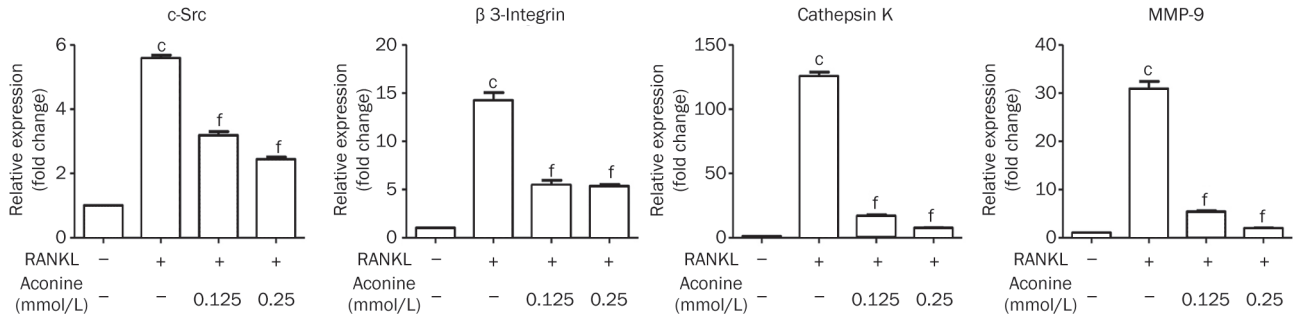 c-Src
Relative expression
(fold change)
6
4
2
0
c
f
f
RANKL − + + +
Aconine
(mmol/L) − − 0.125 0.25
β 3-Integrin
Relative expression
(fold change)
20
15
10
5
0
c
f
f
RANKL − + + +
Aconine
(mmol/L) − − 0.125 0.25
Cathepsin K
Relative expression
(fold change)
150
100
50
0
c
f
f
RANKL − + + +
Aconine
(mmol/L) − − 0.125 0.25
MMP-9
Relative expression
(fold change)
40
30
20
10
0
c
f
f
RANKL − + + +
Aconine
(mmol/L) − − 0.125 0.25